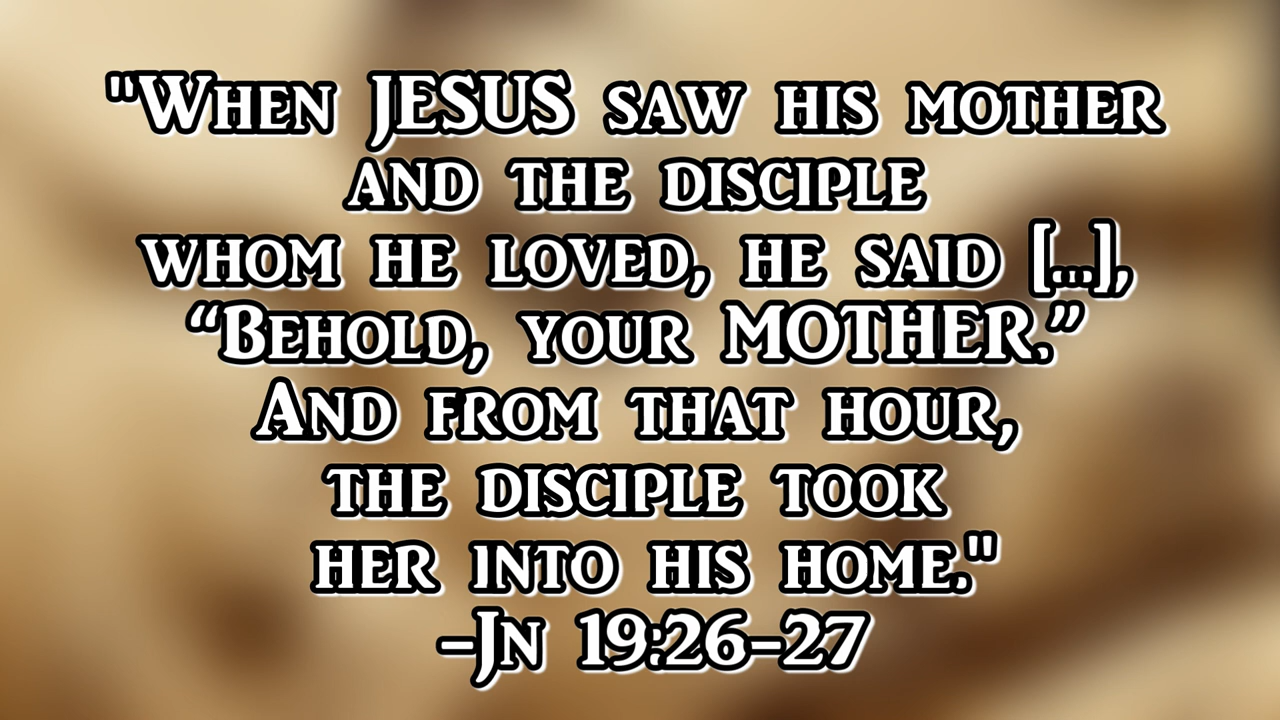 "When JESUS saw his mother
and the disciple
whom he loved, he said [...],
“Behold, your MOTHER.”
And from that hour,
the disciple took
her into his home."
-Jn 19:26-27